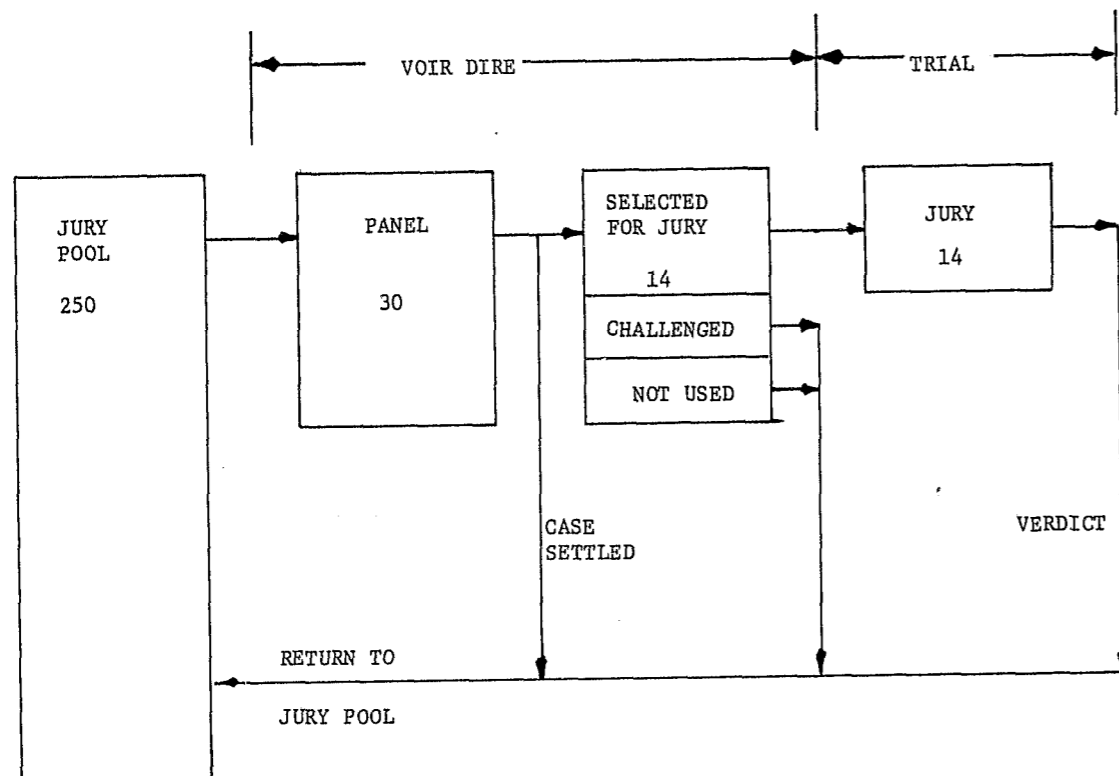 VOIR DIRE
TRIAL
JURY
POOL
250
PANEL
30
SELECTED
FOR JURY
14
CHALLENGED
NOT USED
JURY
14
CASE
SETTLED
VERDICT
RETURN TO
JURY POOL